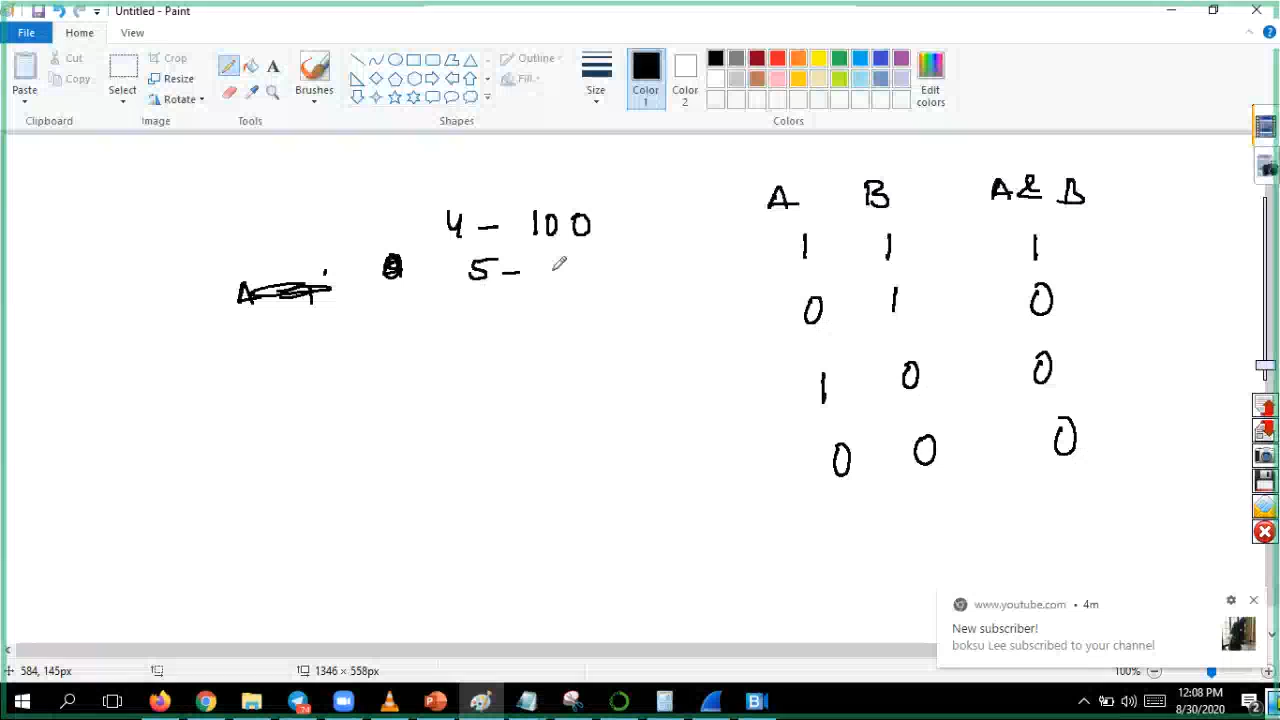 Untitled - Paint
File Home View
Paste
Cut
Copy
Clipboard
Select
Crop
Resize
Rotate
Image
Tools
Brushes
Shapes
Outline
Fill
Size
Color 1
Color 2
Edit colors
Colors
4 - 100
5 -
A B A & B
1 1 1
0 1 0
1 0 0
0 0 0
www.youtube.com • 4m
New subscriber!
boksu Lee subscribed to your channel
584, 145px
1346 × 558px
100%
12:08 PM
8/30/2020